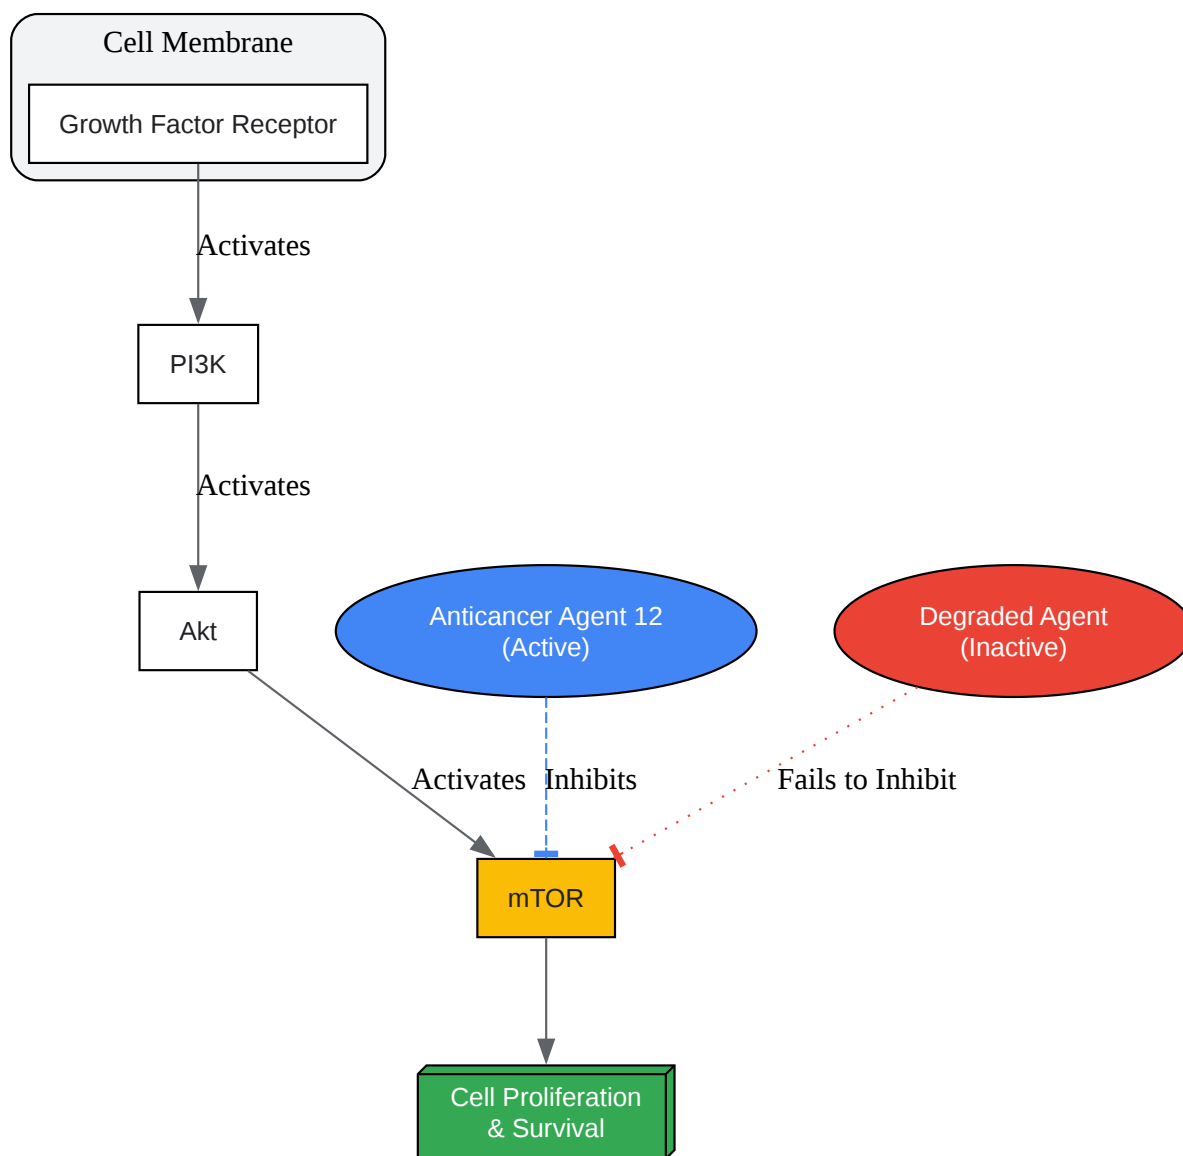 Cell Membrane
Growth Factor Receptor
Activates
PI3K
Activates
Akt
Anticancer Agent 12
(Active)
Degraded Agent
(Inactive)
Activates
Inhibits
Fails to Inhibit
mTOR
Cell Proliferation
& Survival